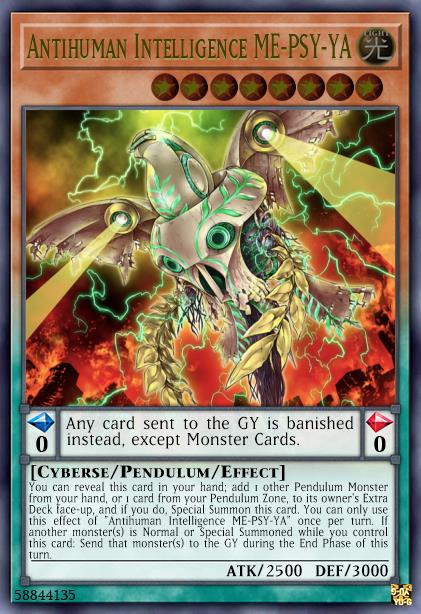 ANTIHUMAN INTELLIGENCE ME-PSY-YA
LIGHT
光
Any card sent to the GY is banished
instead, except Monster Cards.
0
0
[CYBERSE/PENDULUM/EFFECT]
You can reveal this card in your hand; add 1 other Pendulum Monster
from your hand, or 1 card from your Pendulum Zone, to its owner's Extra
Deck face-up, and if you do, Special Summon this card. You can only use
this effect of "Antihuman Intelligence ME-PSY-YA" once per turn. If
another monster(s) is Normal or Special Summoned while you control
this card: Send that monster(s) to the GY during the End Phase of this
turn.
ATK/2500 DEF/3000
58844135